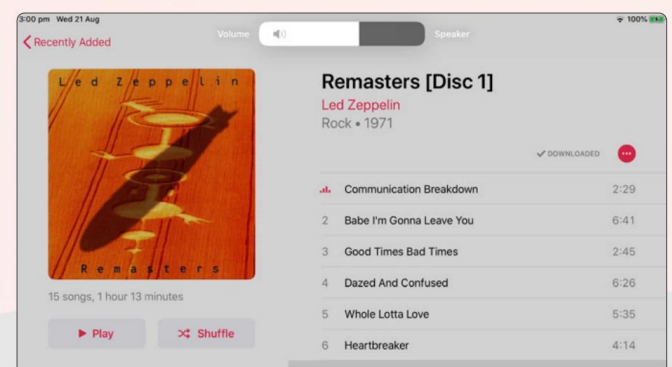 3:00 pm Wed 21 Aug
100%
Recently Added
Volume
Speaker
Led Zeppelin
Remasters
15 songs, 1 hour 13 minutes
Play
Shuffle
Remasters [Disc 1]
Led Zeppelin
Rock • 1971
✓ DOWNLOADED
Communication Breakdown 2:29
2 Babe I'm Gonna Leave You 6:41
3 Good Times Bad Times 2:45
4 Dazed And Confused 6:26
5 Whole Lotta Love 5:35
6 Heartbreaker 4:14